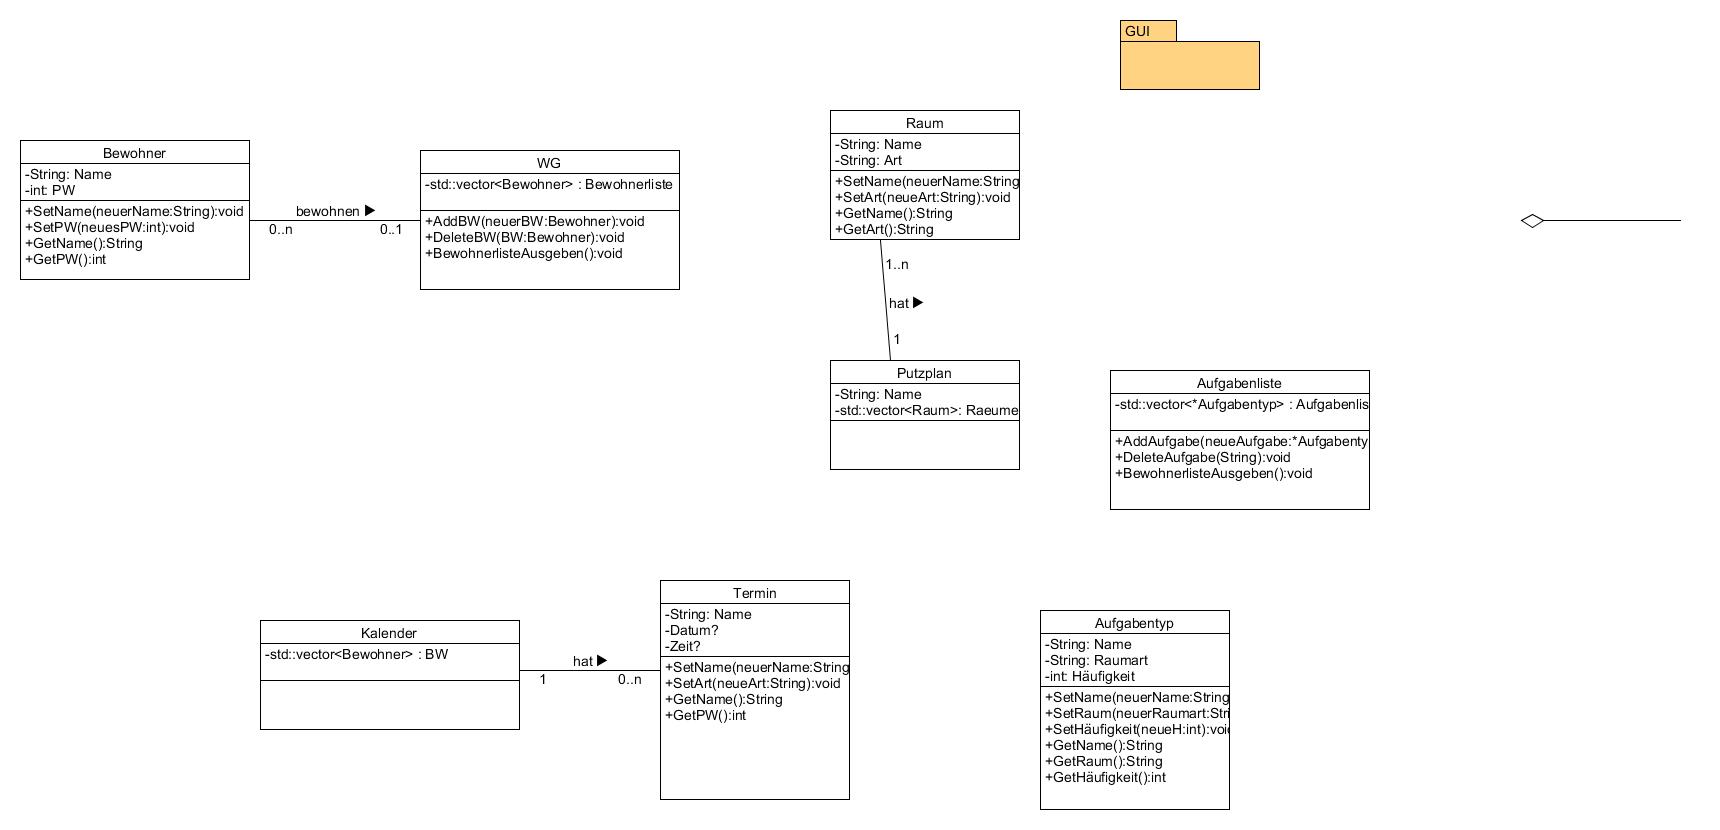 GUI
Bewohner
-String: Name
-int: PW
+SetName(neuerName:String):void
+SetPW(neuesPW:int):void
+GetName():String
+GetPW():int
bewohnen ▶
0..n
0..1
WG
-std::vector<Bewohner> : Bewohnerliste
+AddBW(neuerBW:Bewohner):void
+DeleteBW(BW:Bewohner):void
+BewohnerlisteAusgeben():void
Raum
-String: Name
-String: Art
+SetName(neuerName:String
+SetArt(neueArt:String):void
+GetName():String
+GetArt():String
1..n
hat ▶
1
Putzplan
-String: Name
-std::vector<Raum>: Raeume
Aufgabenliste
-std::vector<*Aufgabentyp> : Aufgabenlis
+AddAufgabe(neueAufgabe:*Aufgabenty
+DeleteAufgabe(String):void
+BewohnerlisteAusgeben():void
Kalender
-std::vector<Bewohner> : BW
hat ▶
1
0..n
Termin
-String: Name
-Datum?
-Zeit?
+SetName(neuerName:String
+SetArt(neueArt:String):void
+GetName():String
+GetPW():int
Aufgabentyp
-String: Name
-String: Raumart
-int: Häufigkeit
+SetName(neuerName:String
+SetRaum(neuerRaumart:Stri
+SetHäufigkeit(neueH:int):void
+GetName():String
+GetRaum():String
+GetHäufigkeit():int